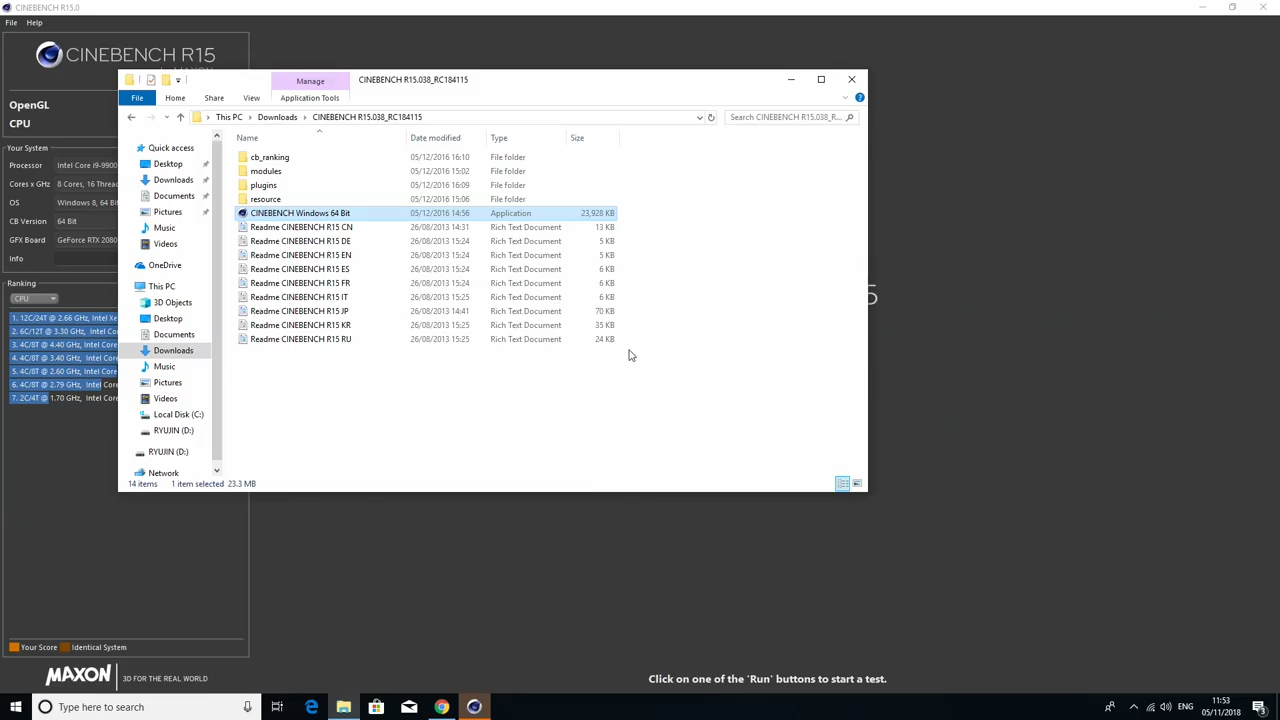 CINEBENCH R15.0
File Help
CINEBENCH R15
Manage CINEBENCH R15.038_RC184115
File Home Share View Application Tools
This PC Downloads CINEBENCH R15.038_RC184115 Search CINEBENCH R15.038_R...
OpenGL
CPU
Your System
Processor Intel Core i9-9900
Cores x GHz 8 Cores, 16 Thread
OS Windows 8, 64 Bit
CB Version 64 Bit
GFX Board GeForce RTX 2080
Info
Ranking
CPU
1. 12C/24T @ 2.66 GHz, Intel Xe
2. 6C/12T @ 3.30 GHz, Intel Core
3. 4C/8T @ 4.40 GHz, Intel Core
4. 4C/8T @ 3.40 GHz, Intel Core
5. 4C/8T @ 2.60 GHz, Intel Core
6. 4C/8T @ 2.79 GHz, Intel Core
7. 2C/4T @ 1.70 GHz, Intel Core
Quick access
Desktop
Downloads
Documents
Pictures
Music
Videos
OneDrive
This PC
3D Objects
Desktop
Documents
Downloads
Music
Pictures
Videos
Local Disk (C:)
RYUJIN (D:)
RYUJIN (D:)
Network
Name Date modified Type Size
cb_ranking 05/12/2016 16:10 File folder
modules 05/12/2016 15:02 File folder
plugins 05/12/2016 16:09 File folder
resource 05/12/2016 15:06 File folder
CINEBENCH Windows 64 Bit 05/12/2016 14:56 Application 23,928 KB
Readme CINEBENCH R15 CN 26/08/2013 14:31 Rich Text Document 13 KB
Readme CINEBENCH R15 DE 26/08/2013 15:24 Rich Text Document 5 KB
Readme CINEBENCH R15 EN 26/08/2013 15:24 Rich Text Document 5 KB
Readme CINEBENCH R15 ES 26/08/2013 15:24 Rich Text Document 6 KB
Readme CINEBENCH R15 FR 26/08/2013 15:24 Rich Text Document 6 KB
Readme CINEBENCH R15 IT 26/08/2013 15:25 Rich Text Document 6 KB
Readme CINEBENCH R15 JP 26/08/2013 14:41 Rich Text Document 70 KB
Readme CINEBENCH R15 KR 26/08/2013 15:25 Rich Text Document 35 KB
Readme CINEBENCH R15 RU 26/08/2013 15:25 Rich Text Document 24 KB
14 items 1 item selected 23.3 MB
5
Your Score Identical System
MAXON 3D FOR THE REAL WORLD
Click on one of the 'Run' buttons to start a test.
Type here to search
ENG 11:53
05/11/2018
3